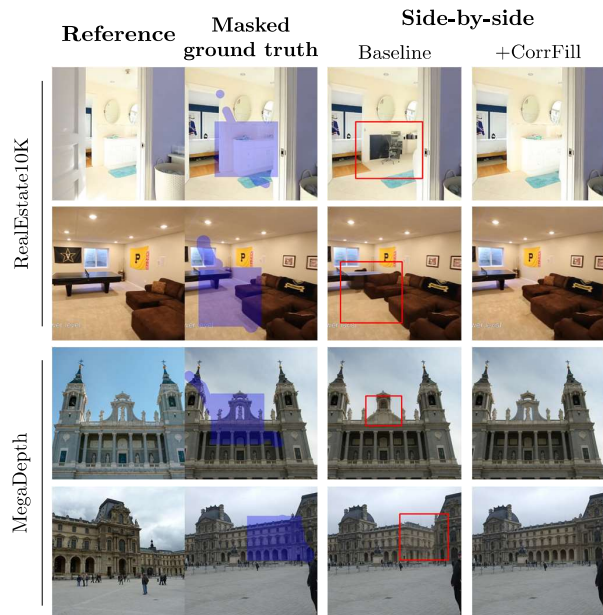 Reference
Masked
ground truth
Side-by-side
Baseline
+CorrFill
RealEstate10K
P
P
P
P
MegaDepth